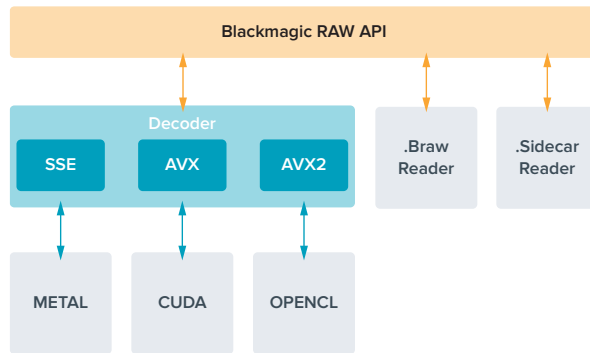 Blackmagic RAW API
Decoder
SSE
AVX
AVX2
.Braw
Reader
.Sidecar
Reader
METAL
CUDA
OPENCL